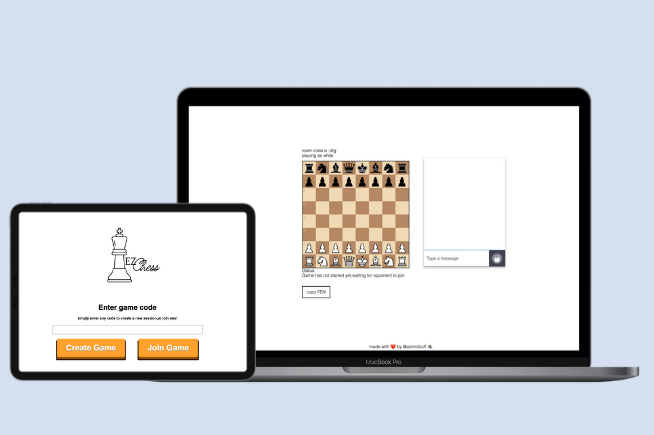 room code is :dfg
playing as white
Status:
Game has not started yet.waiting for opponent to join
copy FEN
Type a message
made with ❤️ by @
MacBook Pro
EZ Chess
Enter game code
simply enter any code to create a new session,or join one!
Create Game
Join Game